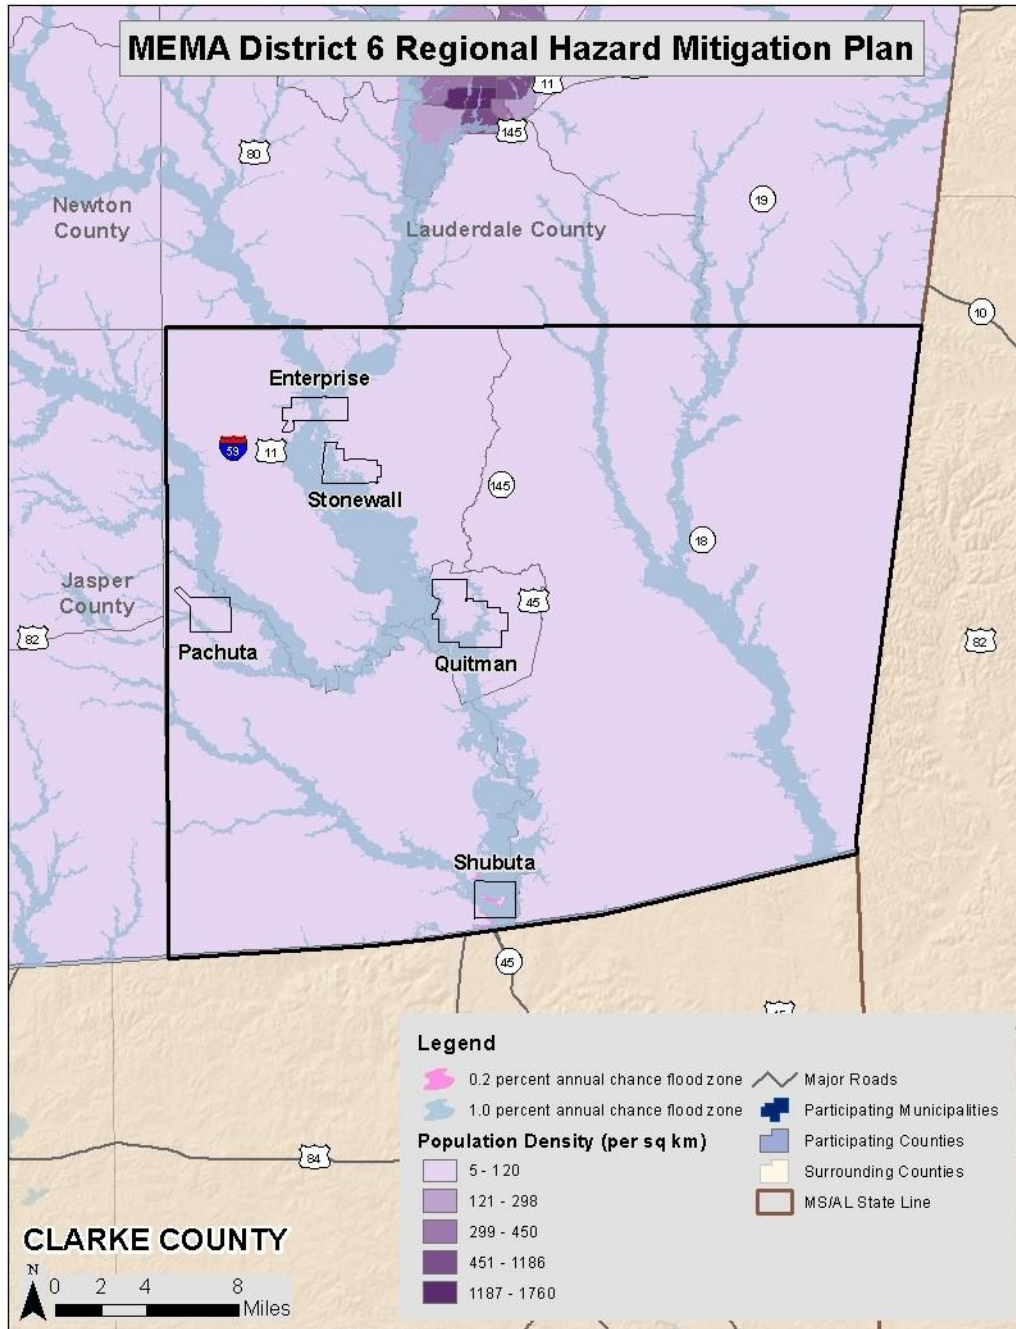 MEMA District 6 Regional Hazard Mitigation Plan
11
145
80
19
Newton
County
Lauderdale County
10
Enterprise
59
11
Stonewall
145
18
Jasper
County
45
82
82
Pachuta
Quitman
Shubuta
45
Legend
0.2 percent annual chance flood zone
1.0 percent annual chance flood zone
Population Density (per sq km)
5 - 120
121 - 298
299 - 450
451 - 1186
1187 - 1760
Major Roads
Participating Municipalities
Participating Counties
Surrounding Counties
MS/AL State Line
84
CLARKE COUNTY
N
0 2 4 8
Miles